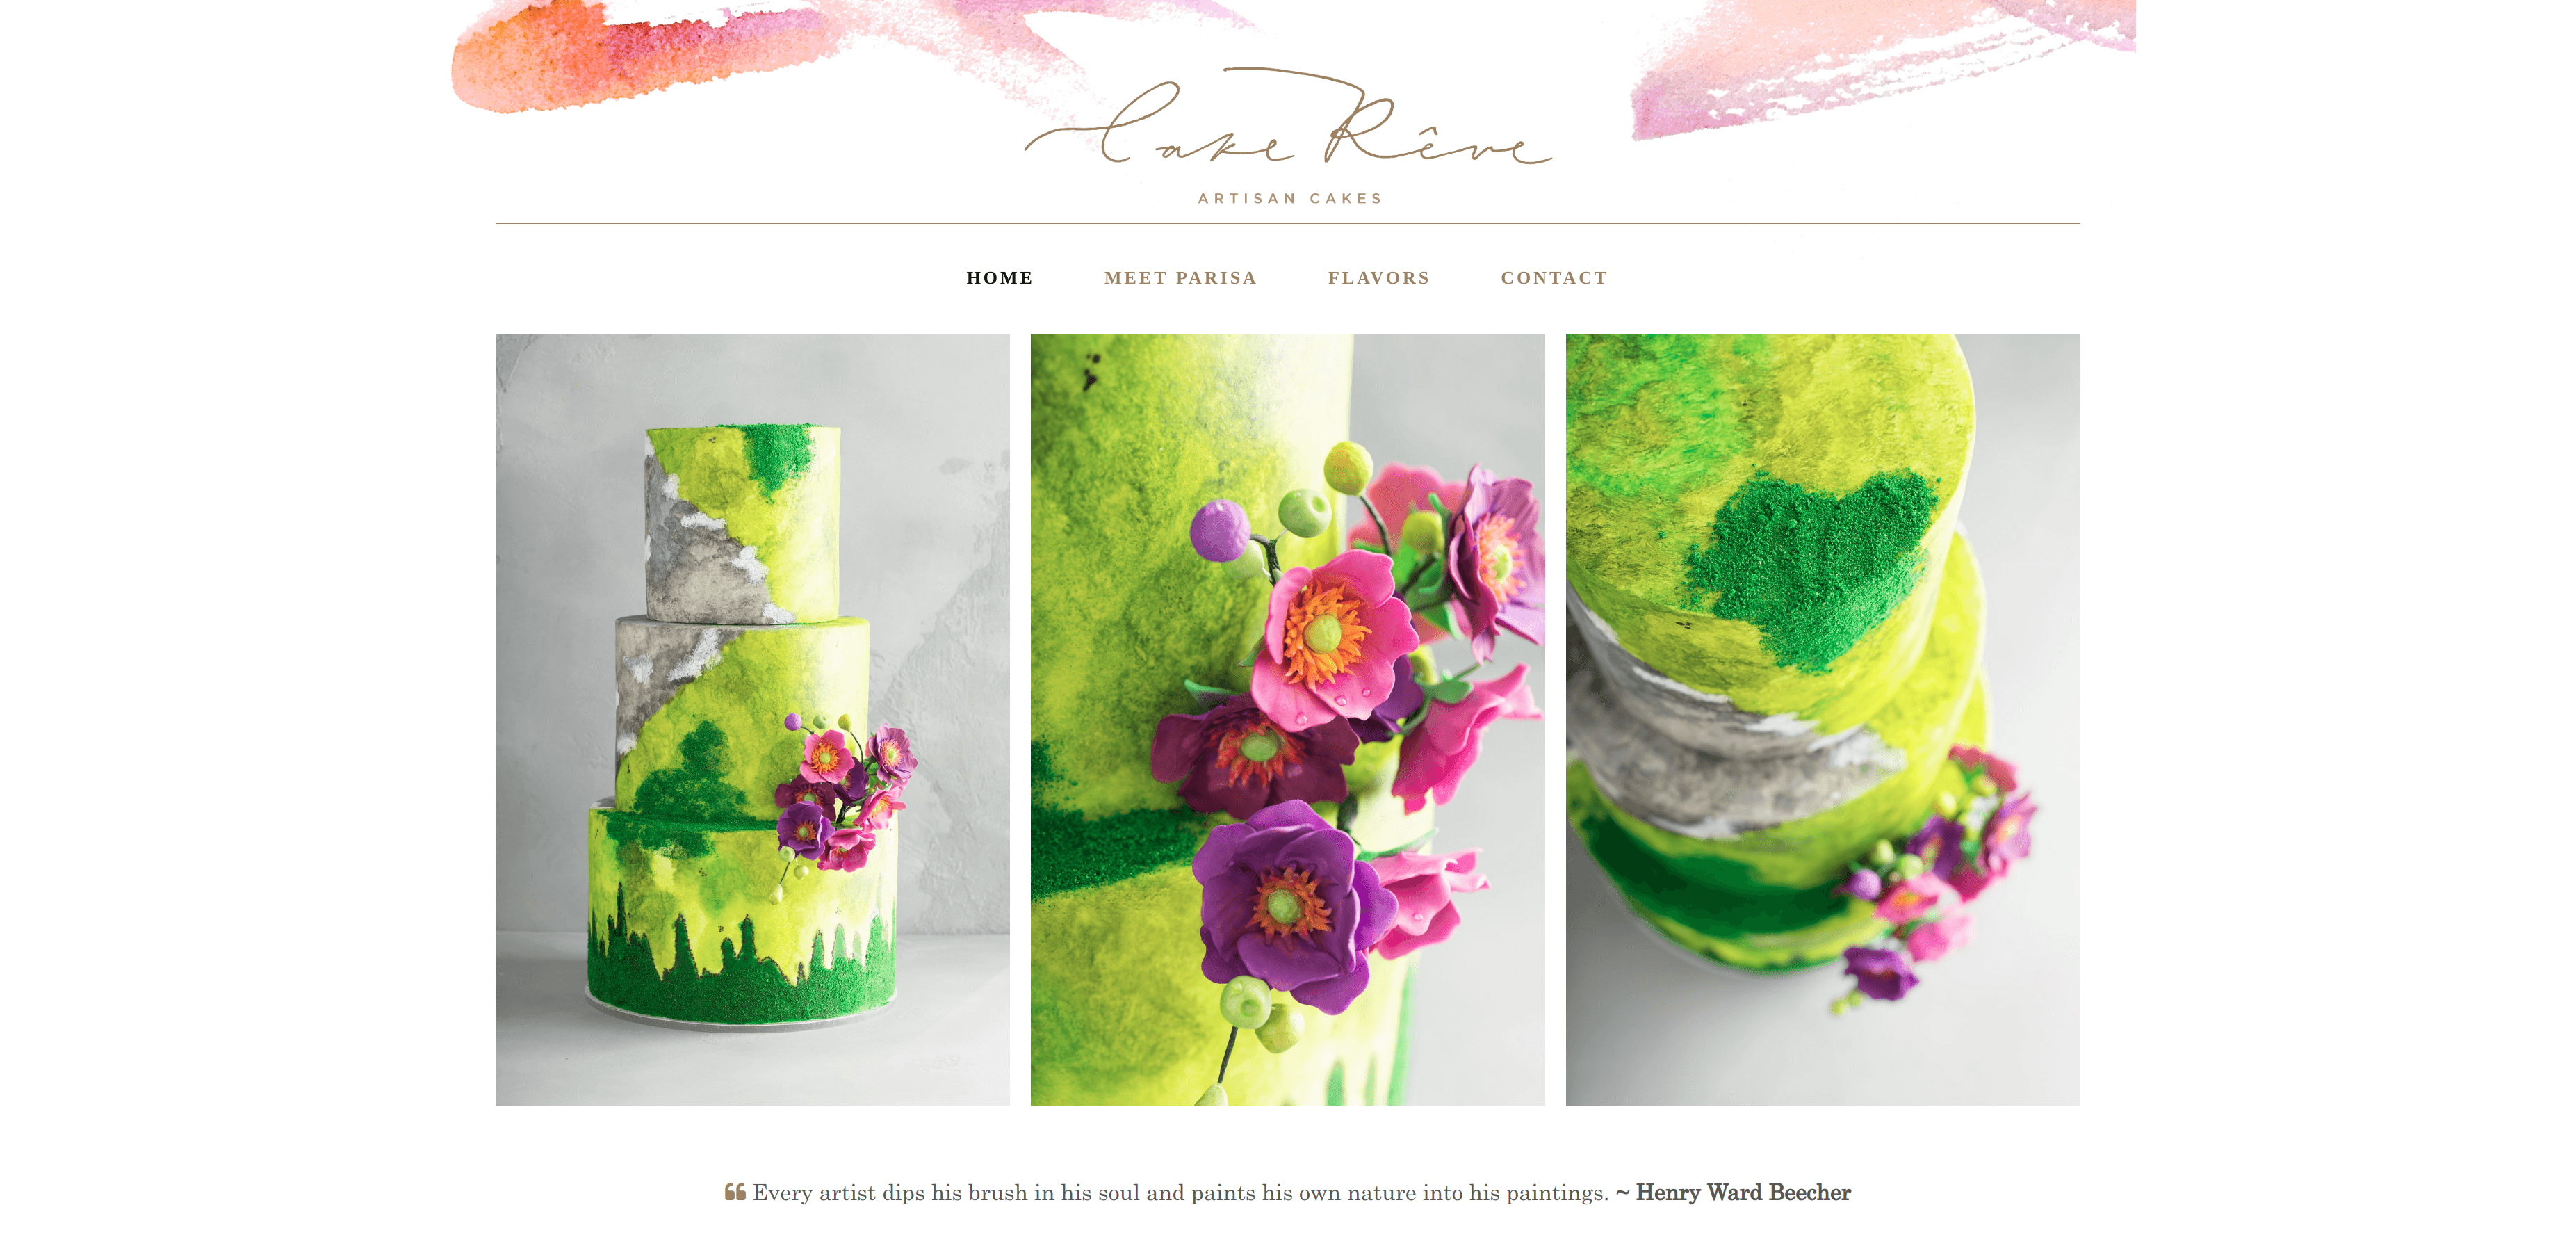 Cake Rêve
ARTISAN CAKES
HOME MEET PARISA FLAVORS CONTACT
“ Every artist dips his brush in his soul and paints his own nature into his paintings. ~ Henry Ward Beecher